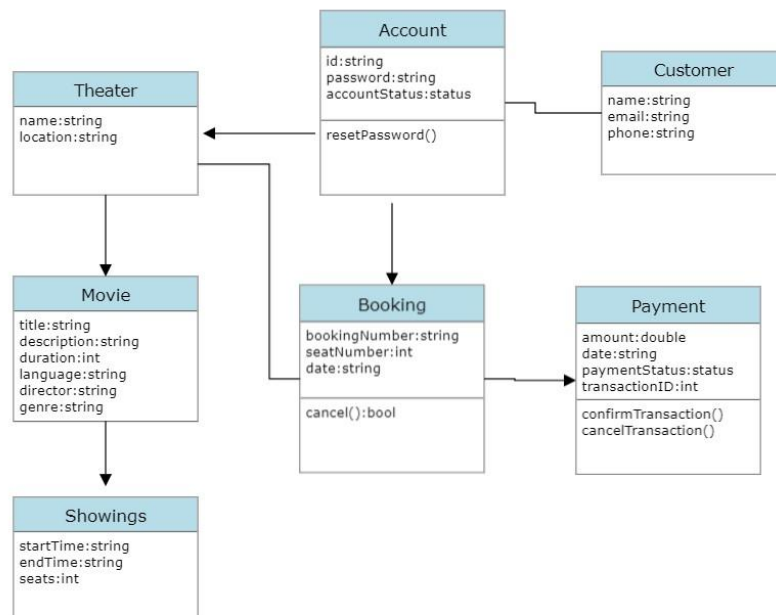 Account
id:string
password:string
accountStatus:status
resetPassword()
Customer
name:string
email:string
phone:string
Theater
name:string
location:string
Movie
title:string
description:string
duration:int
language:string
director:string
genre:string
Booking
bookingNumber:string
seatNumber:int
date:string
cancel():bool
Payment
amount:double
date:string
paymentStatus:status
transactionID:int
confirmTransaction()
cancelTransaction()
Showings
startTime:string
endTime:string
seats:int